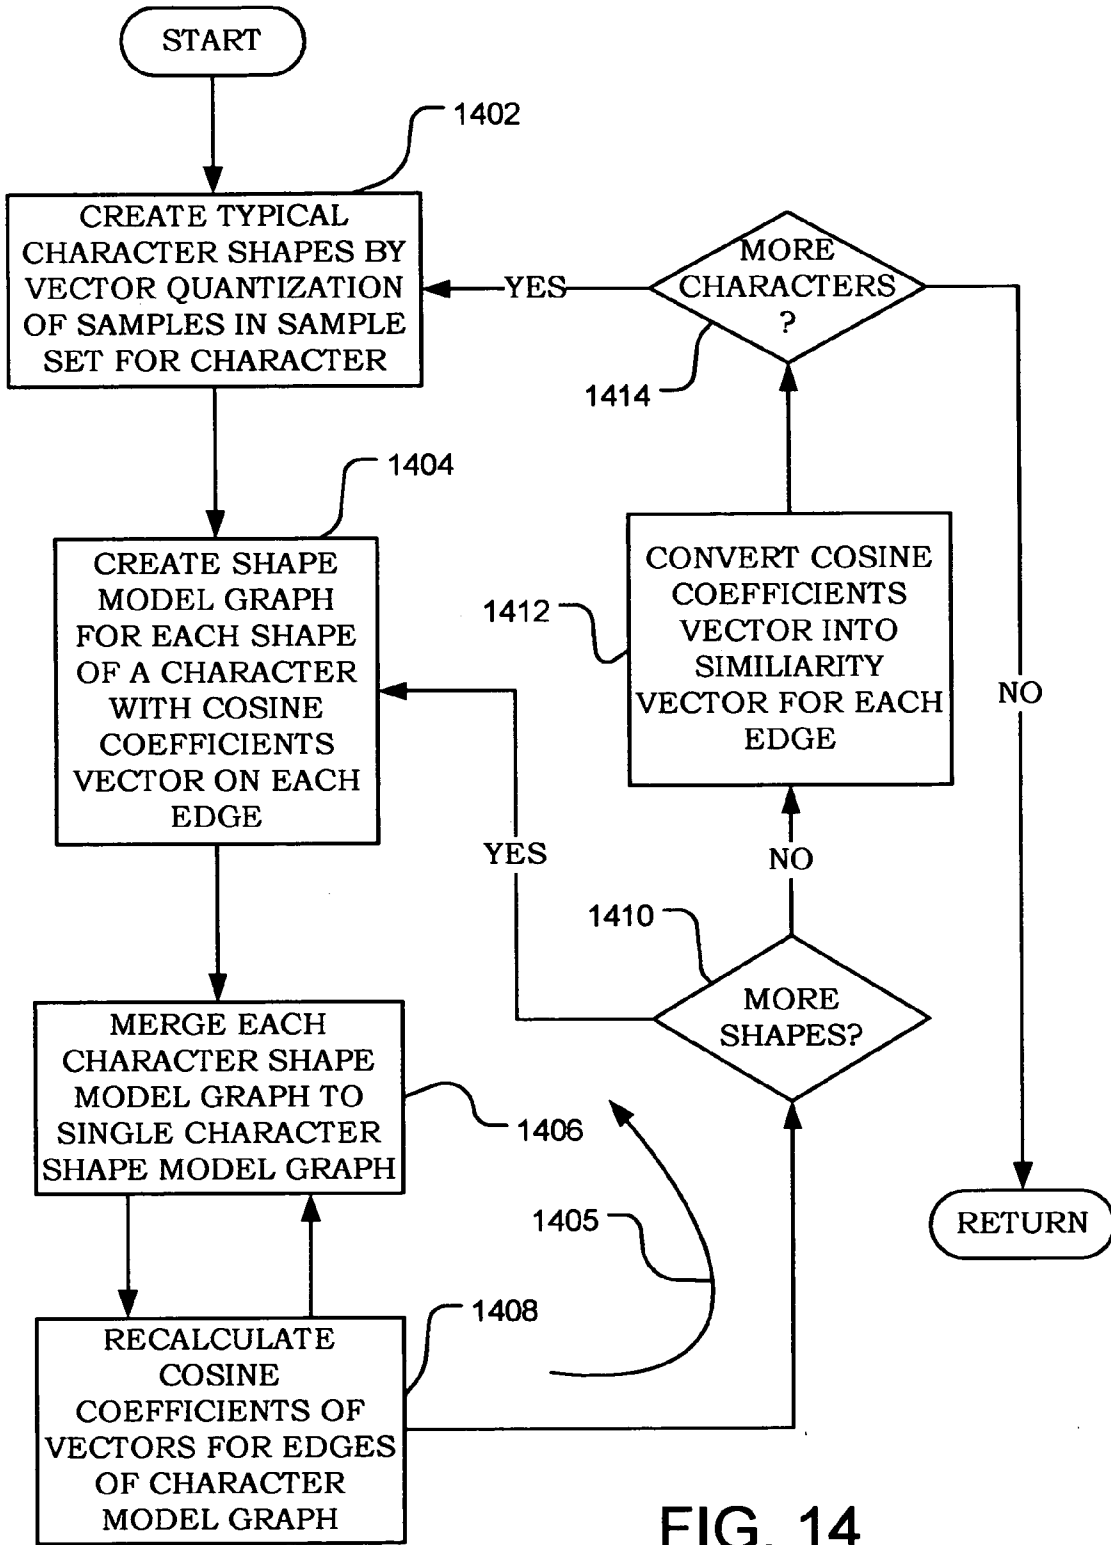 START
1402
CREATE TYPICAL
CHARACTER SHAPES BY
VECTOR QUANTIZATION
OF SAMPLES IN SAMPLE
SET FOR CHARACTER
YES
MORE
CHARACTERS
?
1414
1404
CREATE SHAPE
MODEL GRAPH
FOR EACH SHAPE
OF A CHARACTER
WITH COSINE
COEFFICIENTS
VECTOR ON EACH
EDGE
1412
CONVERT COSINE
COEFFICIENTS
VECTOR INTO
SIMILIARITY
VECTOR FOR EACH
EDGE
NO
YES
NO
1410
MORE
SHAPES?
MERGE EACH
CHARACTER SHAPE
MODEL GRAPH TO
SINGLE CHARACTER
SHAPE MODEL GRAPH
1406
1405
RETURN
1408
RECALCULATE
COSINE
COEFFICIENTS OF
VECTORS FOR EDGES
OF CHARACTER
MODEL GRAPH
FIG. 14